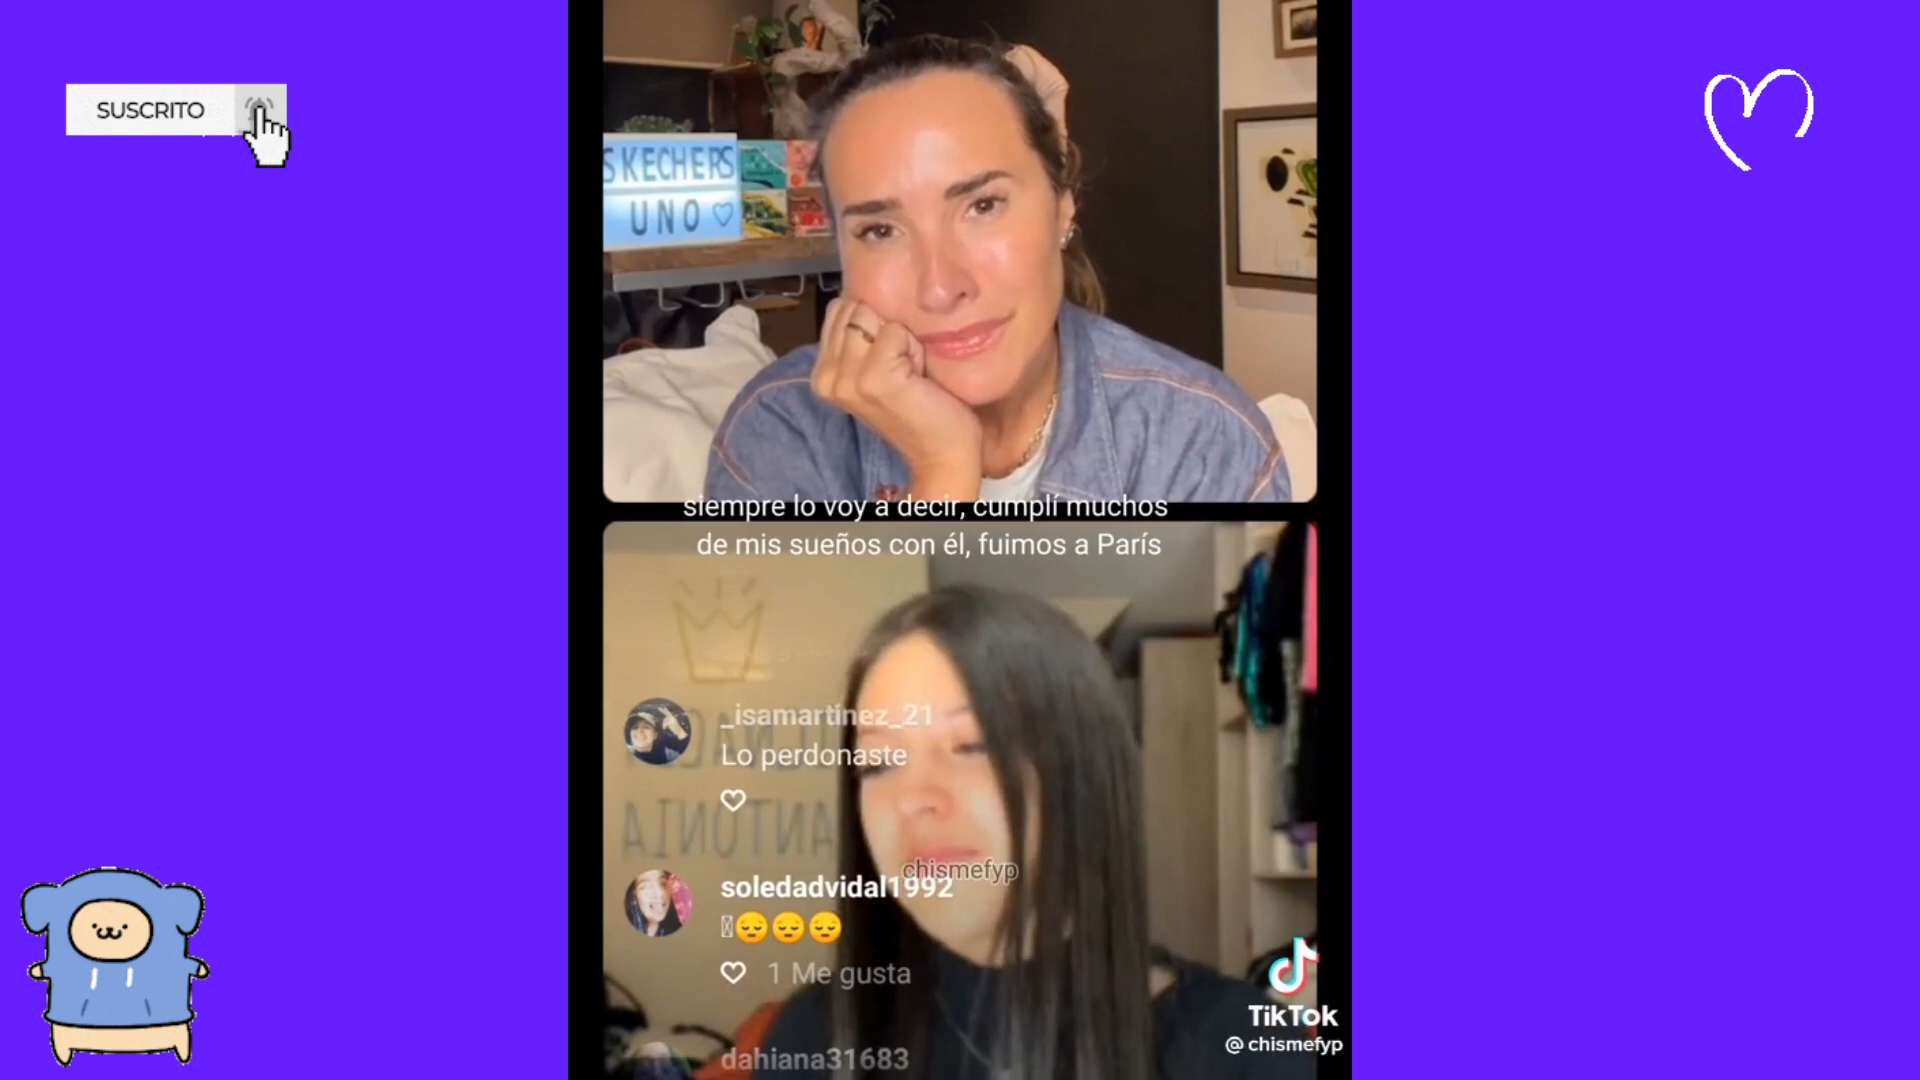 SUSCRITO
SKECHERS
UNO
siempre lo voy a decir, cumplí muchos
de mis sueños con él, fuimos a París
_isamartinez_21
Lo perdonaste
ANTONIA
chismefyp
soledadvidal1992
😔😔😔
1 Me gusta
TikTok
@chismefyp
dahiana31683